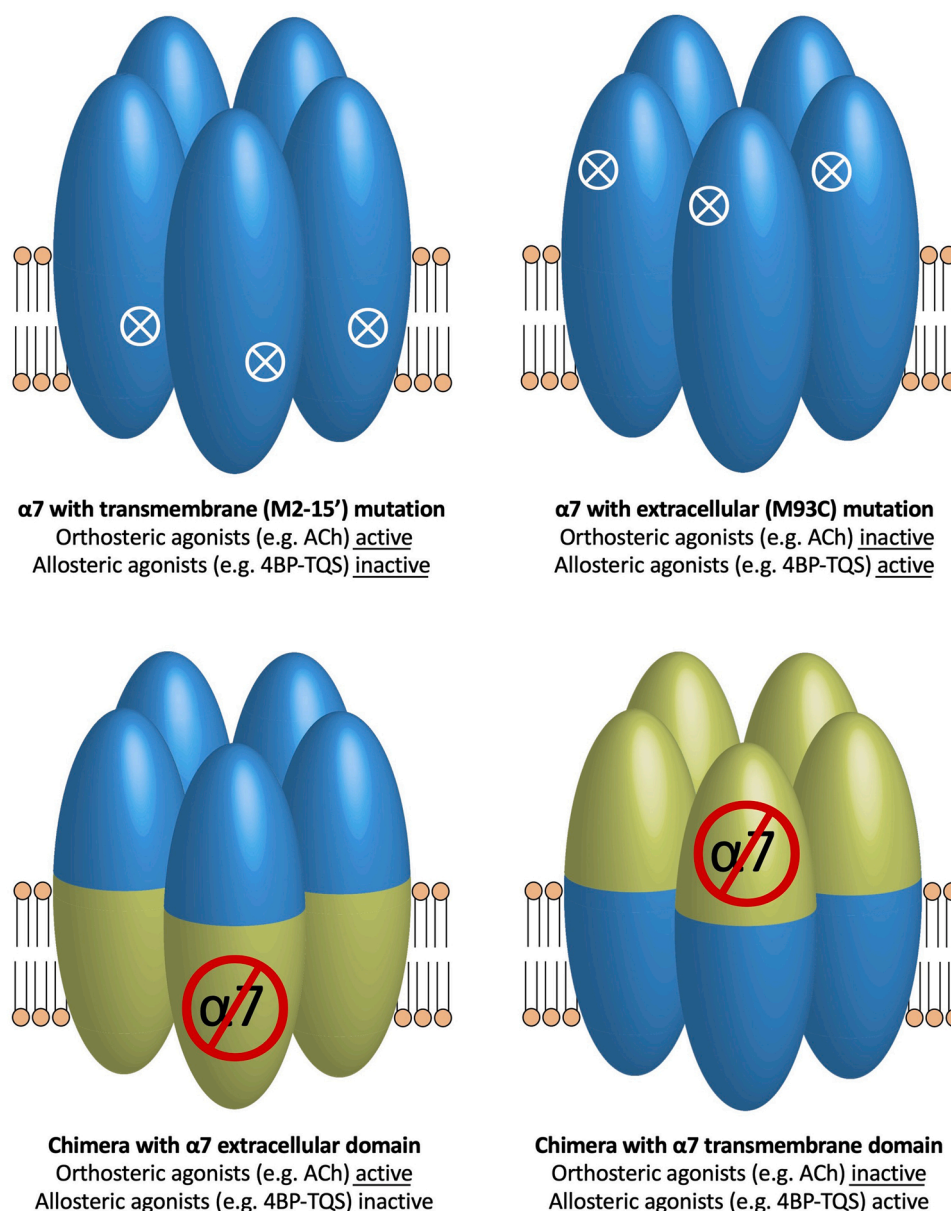 α7 with transmembrane (M2-15’) mutation
Orthosteric agonists (e.g. ACh) active
Allosteric agonists (e.g. 4BP-TQS) inactive
α7 with extracellular (M93C) mutation
Orthosteric agonists (e.g. ACh) inactive
Allosteric agonists (e.g. 4BP-TQS) active
α7
α7
Chimera with α7 extracellular domain
Orthosteric agonists (e.g. ACh) active
Allosteric agonists (e.g. 4BP-TQS) inactive
Chimera with α7 transmembrane domain
Orthosteric agonists (e.g. ACh) inactive
Allosteric agonists (e.g. 4BP-TQS) active